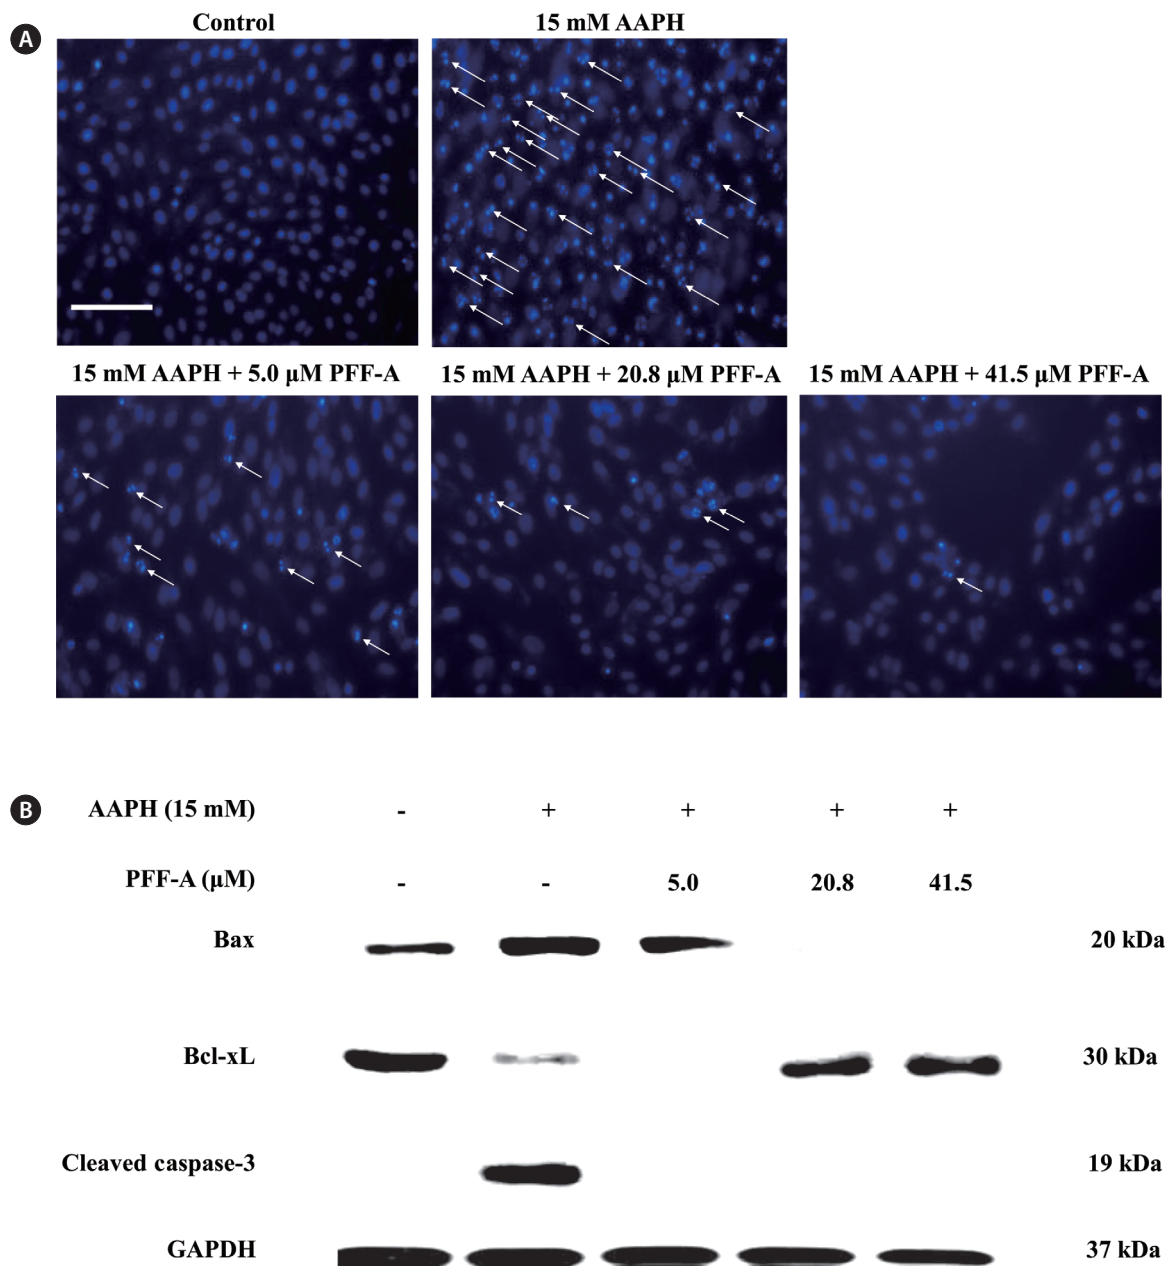 A
Control
15 mM AAPH
15 mM AAPH + 5.0 μM PFF-A
15 mM AAPH + 20.8 μM PFF-A
15 mM AAPH + 41.5 μM PFF-A
B
AAPH (15 mM) - + + + +
PFF-A (μM) - - 5.0 20.8 41.5
Bax 20 kDa
Bcl-xL 30 kDa
Cleaved caspase-3 19 kDa
GAPDH 37 kDa